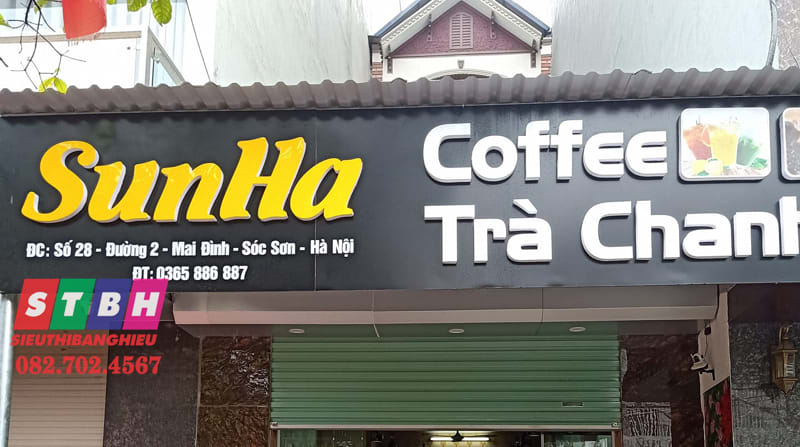 SunHa
ĐC: Số 28 - Đường 2 - Mai Đình - Sóc Sơn - Hà Nội
ĐT: 0365 886 887
Coffee
Trà Chanh
STBH
SIEUTHIBANGHIEU
082.702.4567